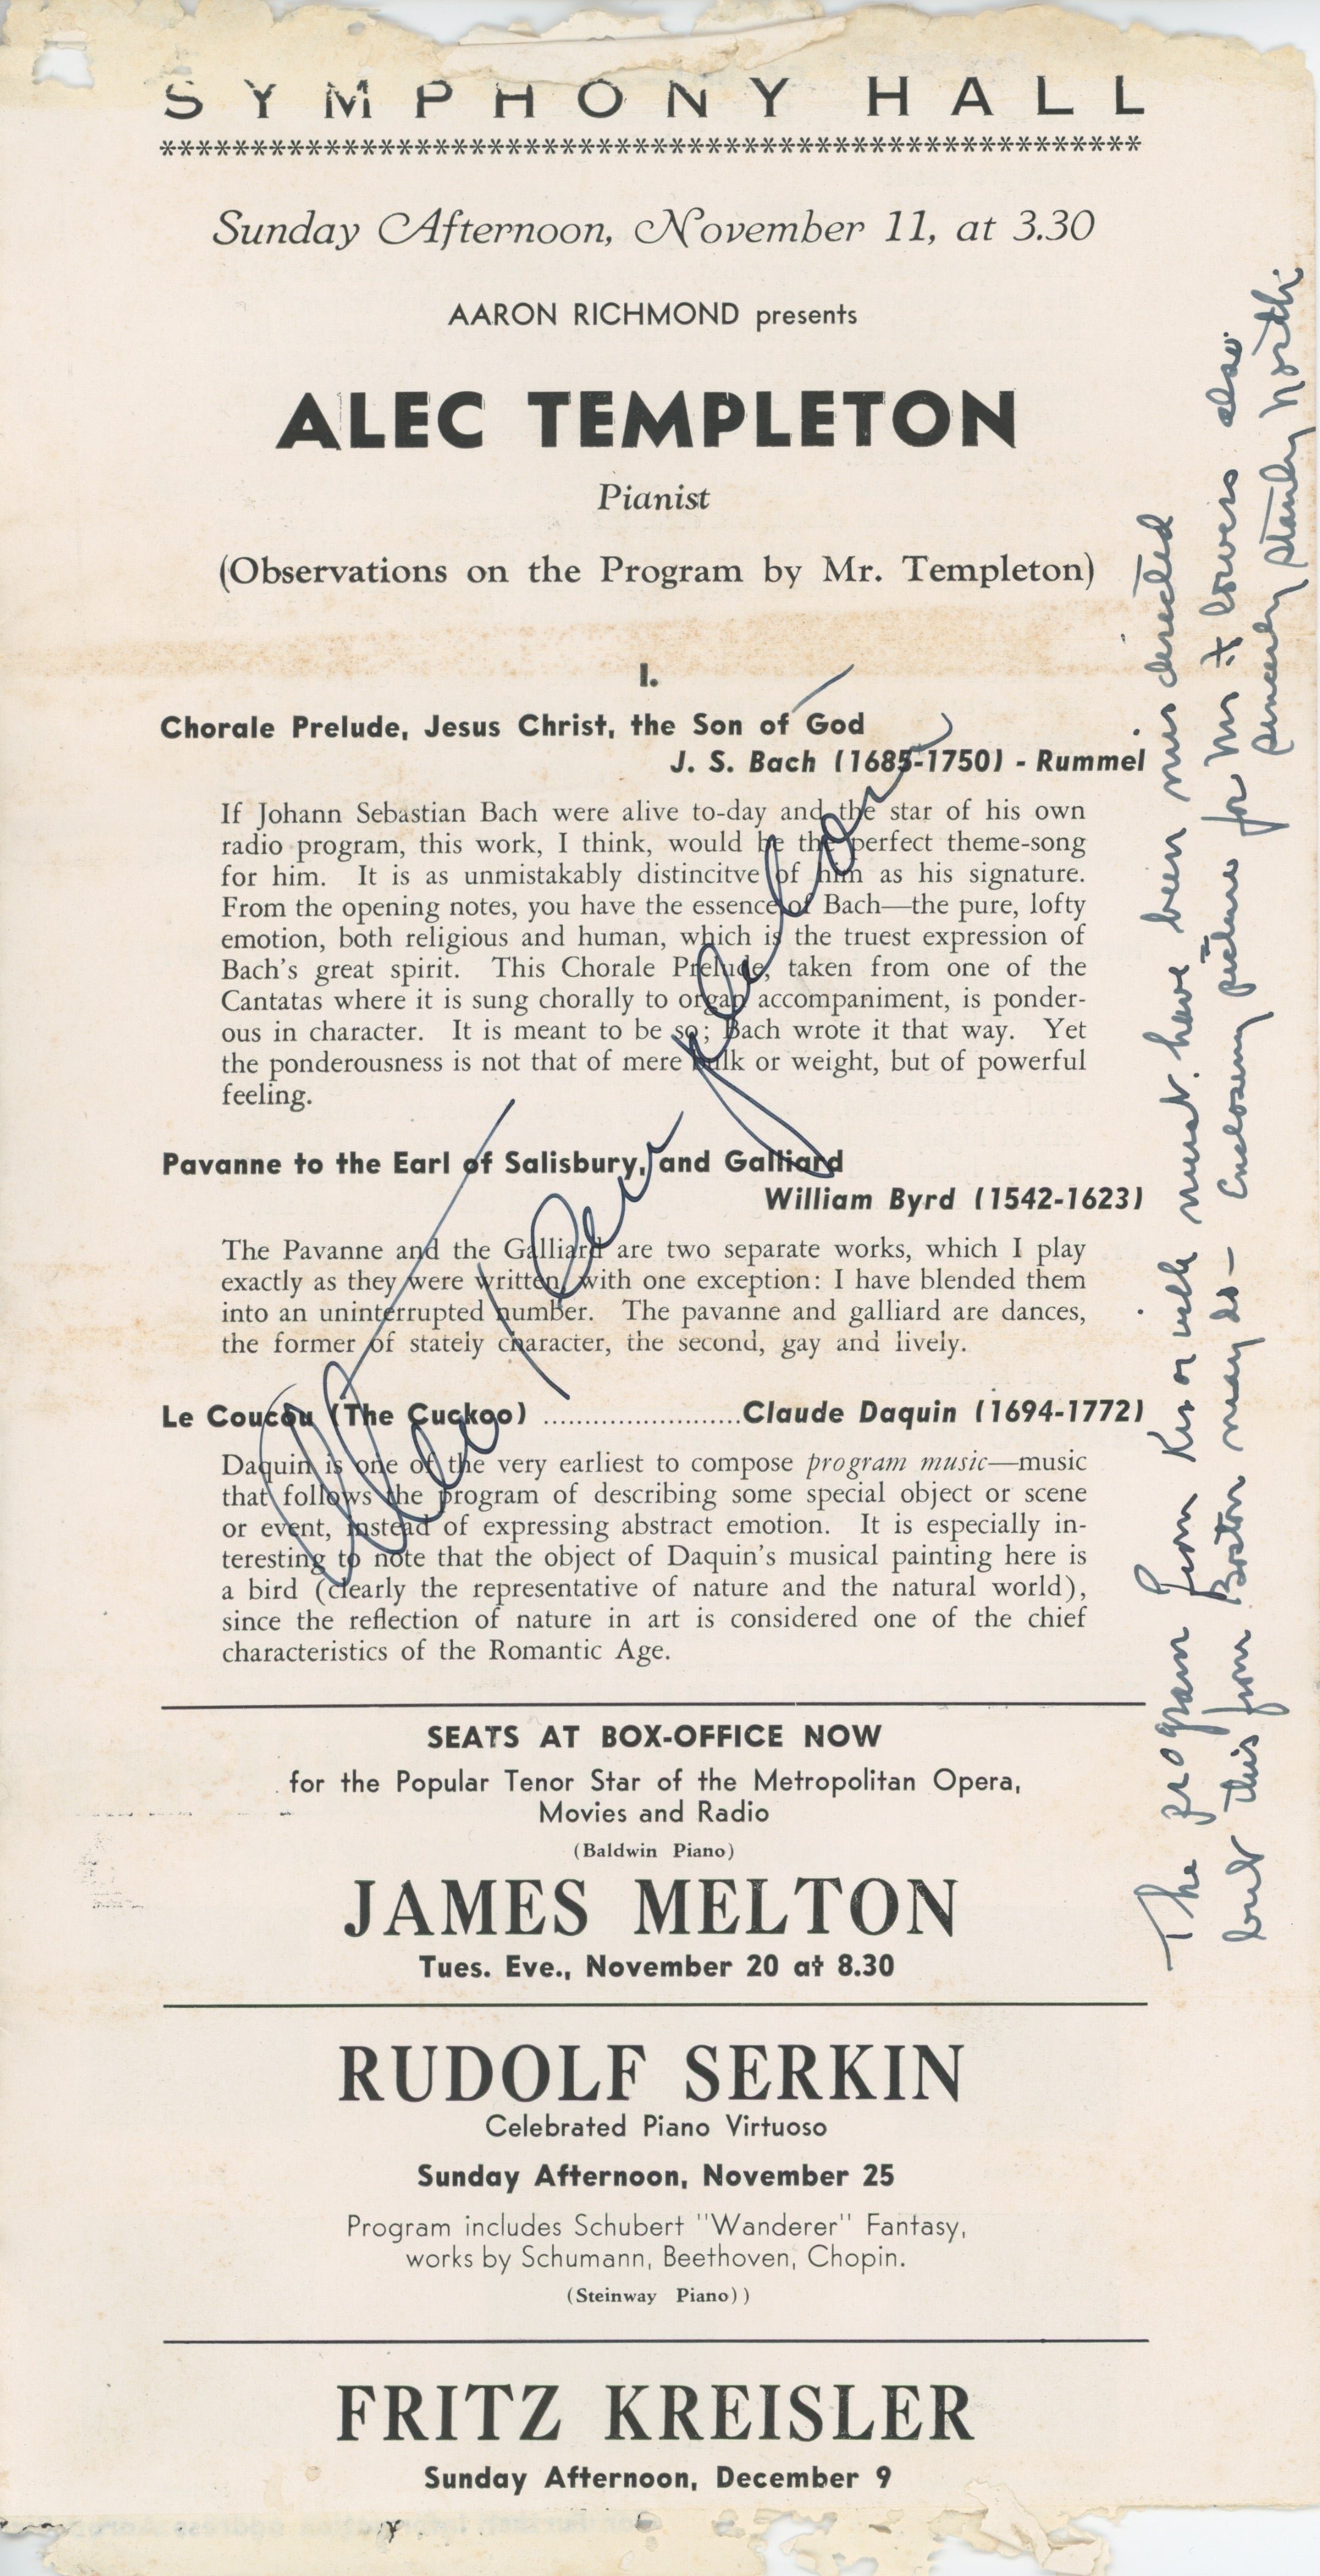 SYMPHONY HALL
************************************************************
Sunday Afternoon, November 11, at 3.30
AARON RICHMOND presents
ALEC TEMPLETON
Pianist
(Observations on the Program by Mr. Templeton)
I.
Chorale Prelude, Jesus Christ, the Son of God
J. S. Bach (1685-1750) - Rummel
If Johann Sebastian Bach were alive to-day and the star of his own
radio program, this work, I think, would be the perfect theme-song
for him. It is as unmistakably distincitve of him as his signature.
From the opening notes, you have the essence of Bach—the pure, lofty
emotion, both religious and human, which is the truest expression of
Bach's great spirit. This Chorale Prelude, taken from one of the
Cantatas where it is sung chorally to organ accompaniment, is ponder-
ous in character. It is meant to be so; Bach wrote it that way. Yet
the ponderousness is not that of mere bulk or weight, but of powerful
feeling.
Pavanne to the Earl of Salisbury, and Galliard
William Byrd (1542-1623)
The Pavanne and the Galliard are two separate works, which I play
exactly as they were written, with one exception: I have blended them
into an uninterrupted number. The pavanne and galliard are dances,
the former of stately character, the second, gay and lively.
Le Coucou (The Cuckoo) ........................Claude Daquin (1694-1772)
Daquin is one of the very earliest to compose program music—music
that follows the program of describing some special object or scene
or event, instead of expressing abstract emotion. It is especially in-
teresting to note that the object of Daquin's musical painting here is
a bird (clearly the representative of nature and the natural world),
since the reflection of nature in art is considered one of the chief
characteristics of the Romantic Age.
Alec Templeton
SEATS AT BOX-OFFICE NOW
for the Popular Tenor Star of the Metropolitan Opera,
Movies and Radio
(Baldwin Piano)
JAMES MELTON
Tues. Eve., November 20 at 8.30
RUDOLF SERKIN
Celebrated Piano Virtuoso
Sunday Afternoon, November 25
Program includes Schubert "Wanderer" Fantasy,
works by Schumann, Beethoven, Chopin.
(Steinway Piano))
FRITZ KREISLER
Sunday Afternoon, December 9
The program from must have been mis directed
but this from Boston may do — Enclosing picture for Mr. + also.
Sincerely Stanley North